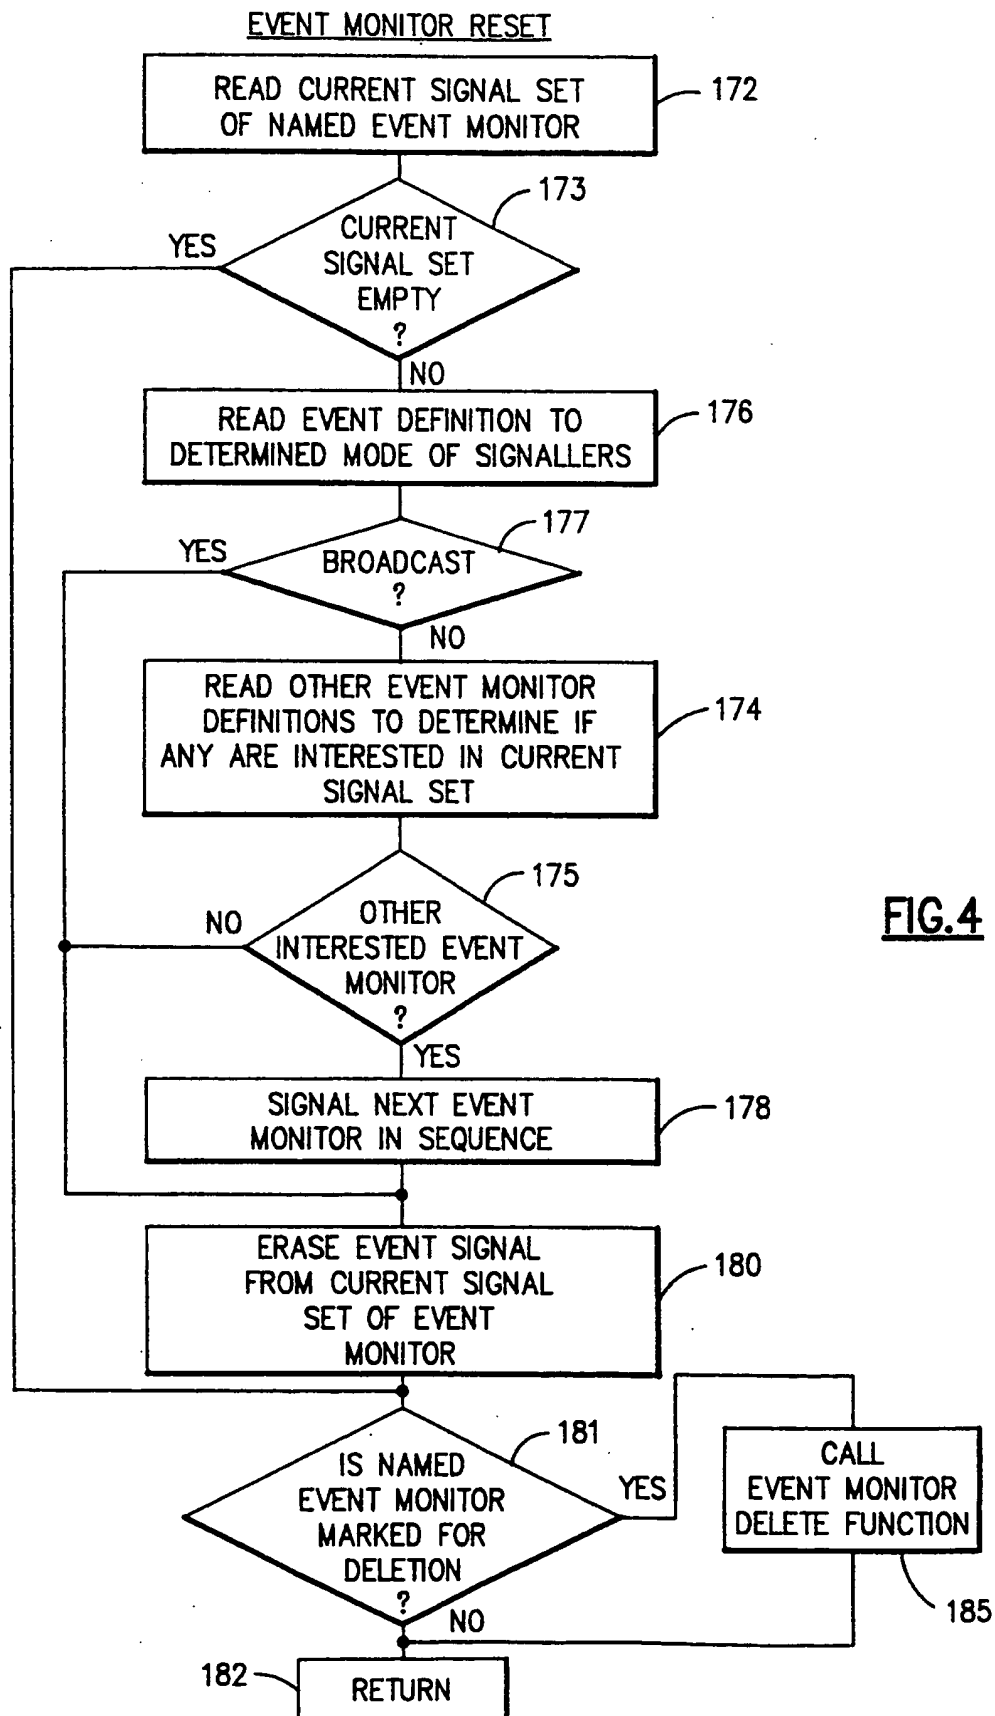 EVENT MONITOR RESET
READ CURRENT SIGNAL SET
OF NAMED EVENT MONITOR
172
173
CURRENT
SIGNAL SET
EMPTY
?
YES
NO
READ EVENT DEFINITION TO
DETERMINED MODE OF SIGNALLERS
176
177
YES
BROADCAST
?
NO
READ OTHER EVENT MONITOR
DEFINITIONS TO DETERMINE IF
ANY ARE INTERESTED IN CURRENT
SIGNAL SET
174
175
NO
OTHER
INTERESTED EVENT
MONITOR
?
YES
FIG.4
SIGNAL NEXT EVENT
MONITOR IN SEQUENCE
178
ERASE EVENT SIGNAL
FROM CURRENT SIGNAL
SET OF EVENT
MONITOR
180
181
IS NAMED
EVENT MONITOR
MARKED FOR
DELETION
?
YES
NO
CALL
EVENT MONITOR
DELETE FUNCTION
185
182
RETURN